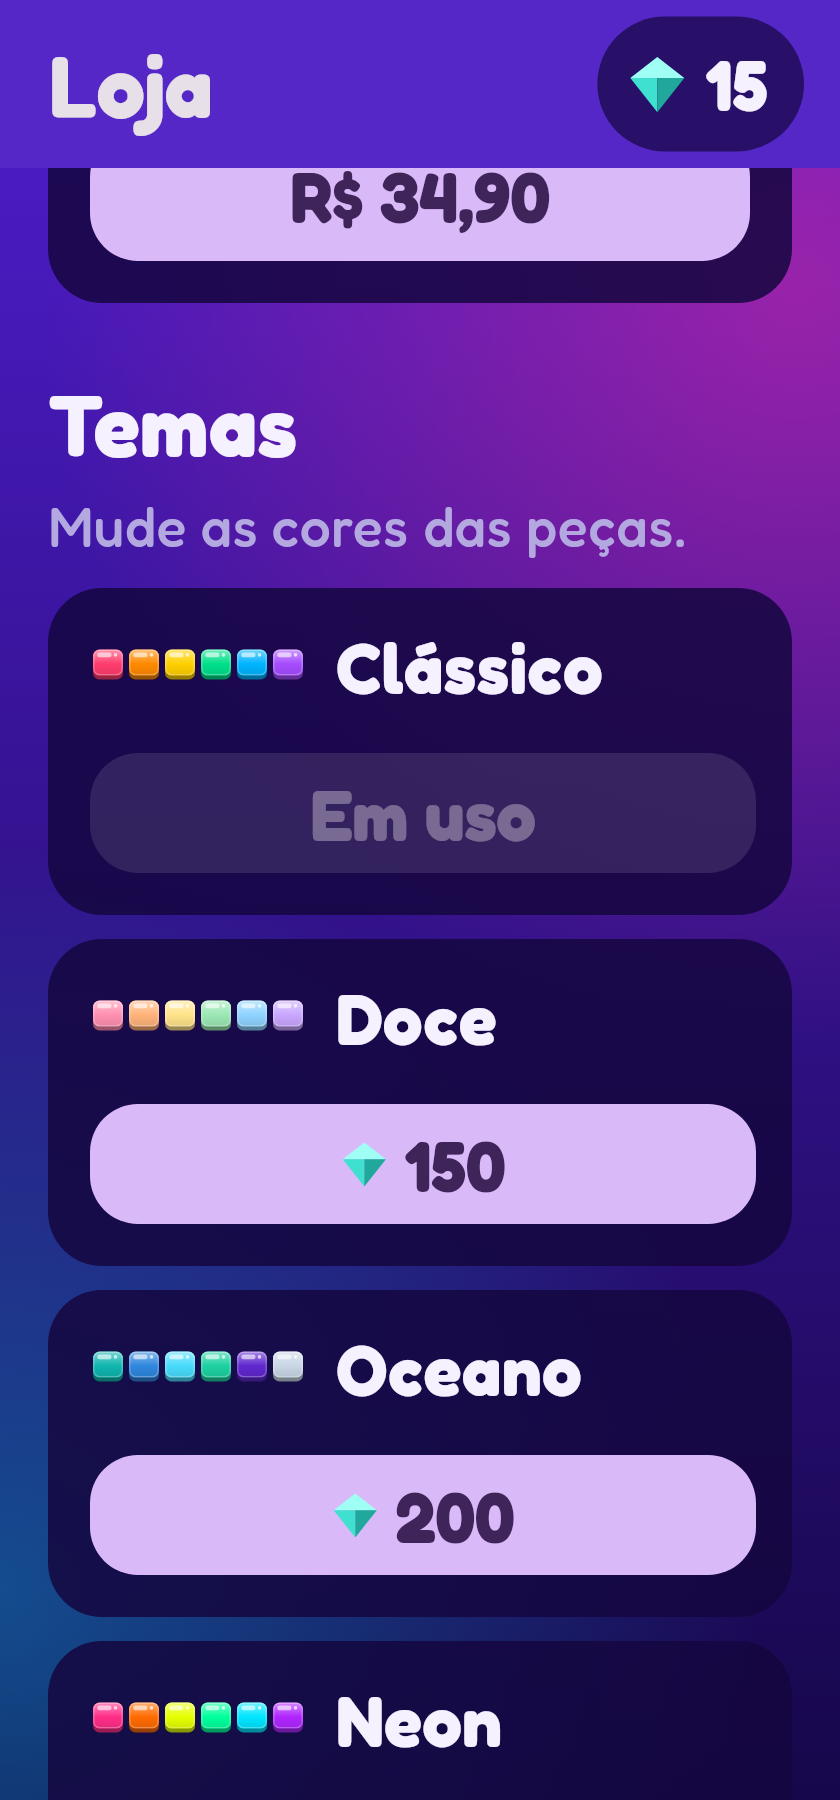 Loja
15
R$ 34,90
Temas
Mude as cores das peças.
Clássico
Em uso
Doce
150
Oceano
200
Neon